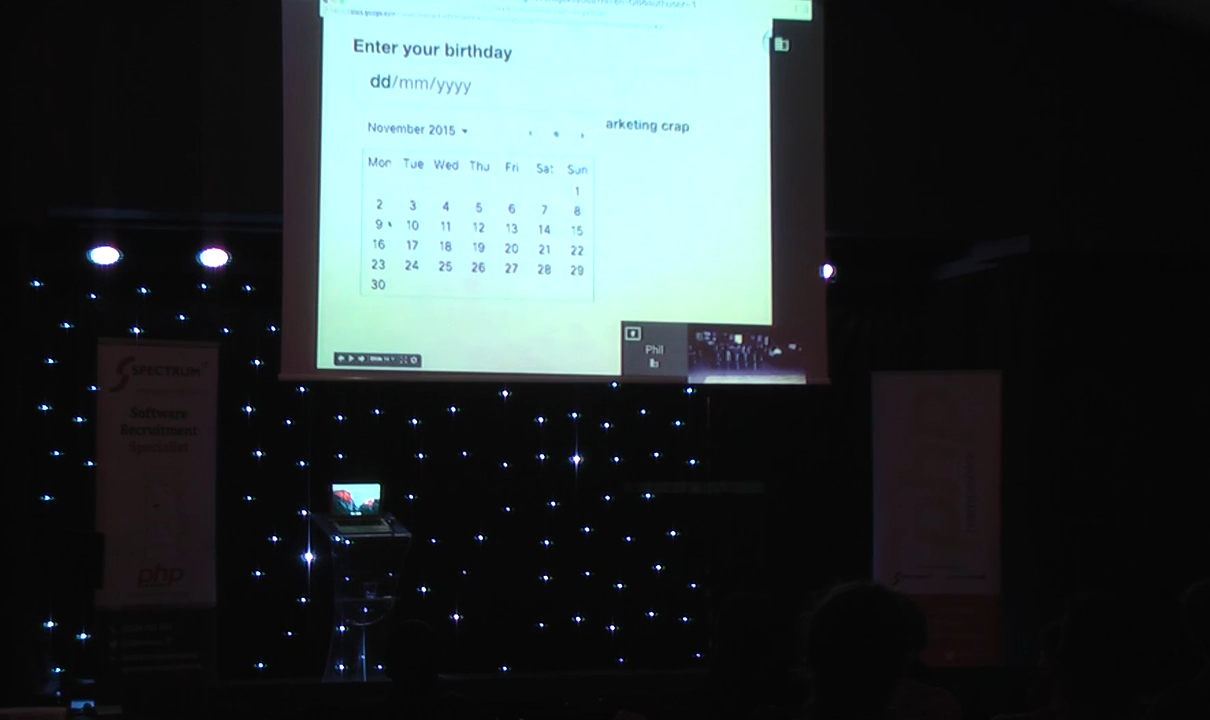 Enter your birthday
dd/mm/yyyy
arketing crap
November 2015
Mon Tue Wed Thu Fri Sat Sun
1
2 3 4 5 6 7 8
9 10 11 12 13 14 15
16 17 18 19 20 21 22
23 24 25 26 27 28 29
30
Phil
SPECTRUM
Software
Recruitment
Specialist
php
php